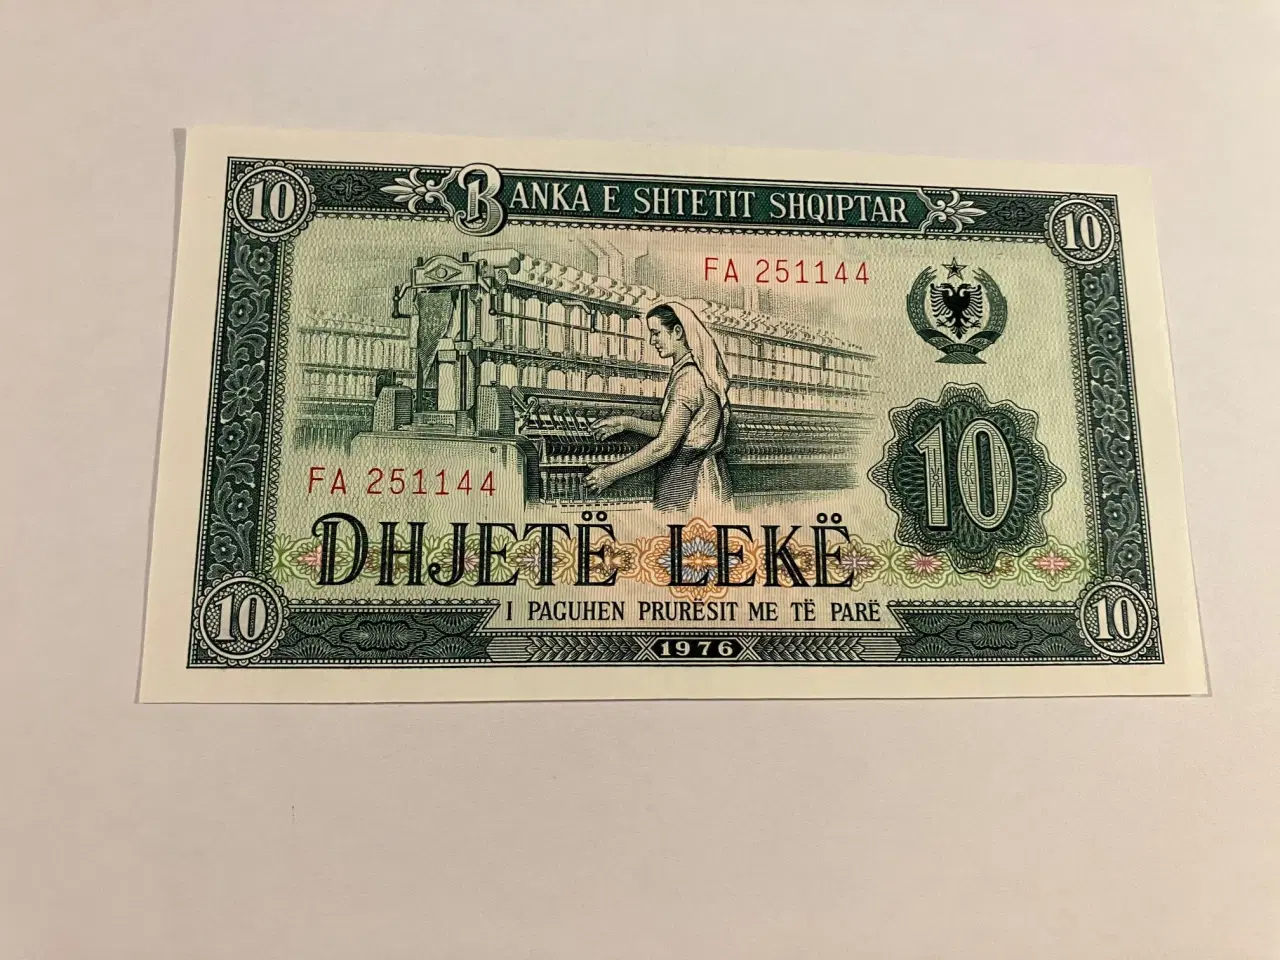 10
BANKA E SHTETIT SHQIPTAR
10
FA 251144
10
FA 251144
DHJETË LEKË
I PAGUHEN PRURËSIT ME TË PARË
10
1976
10